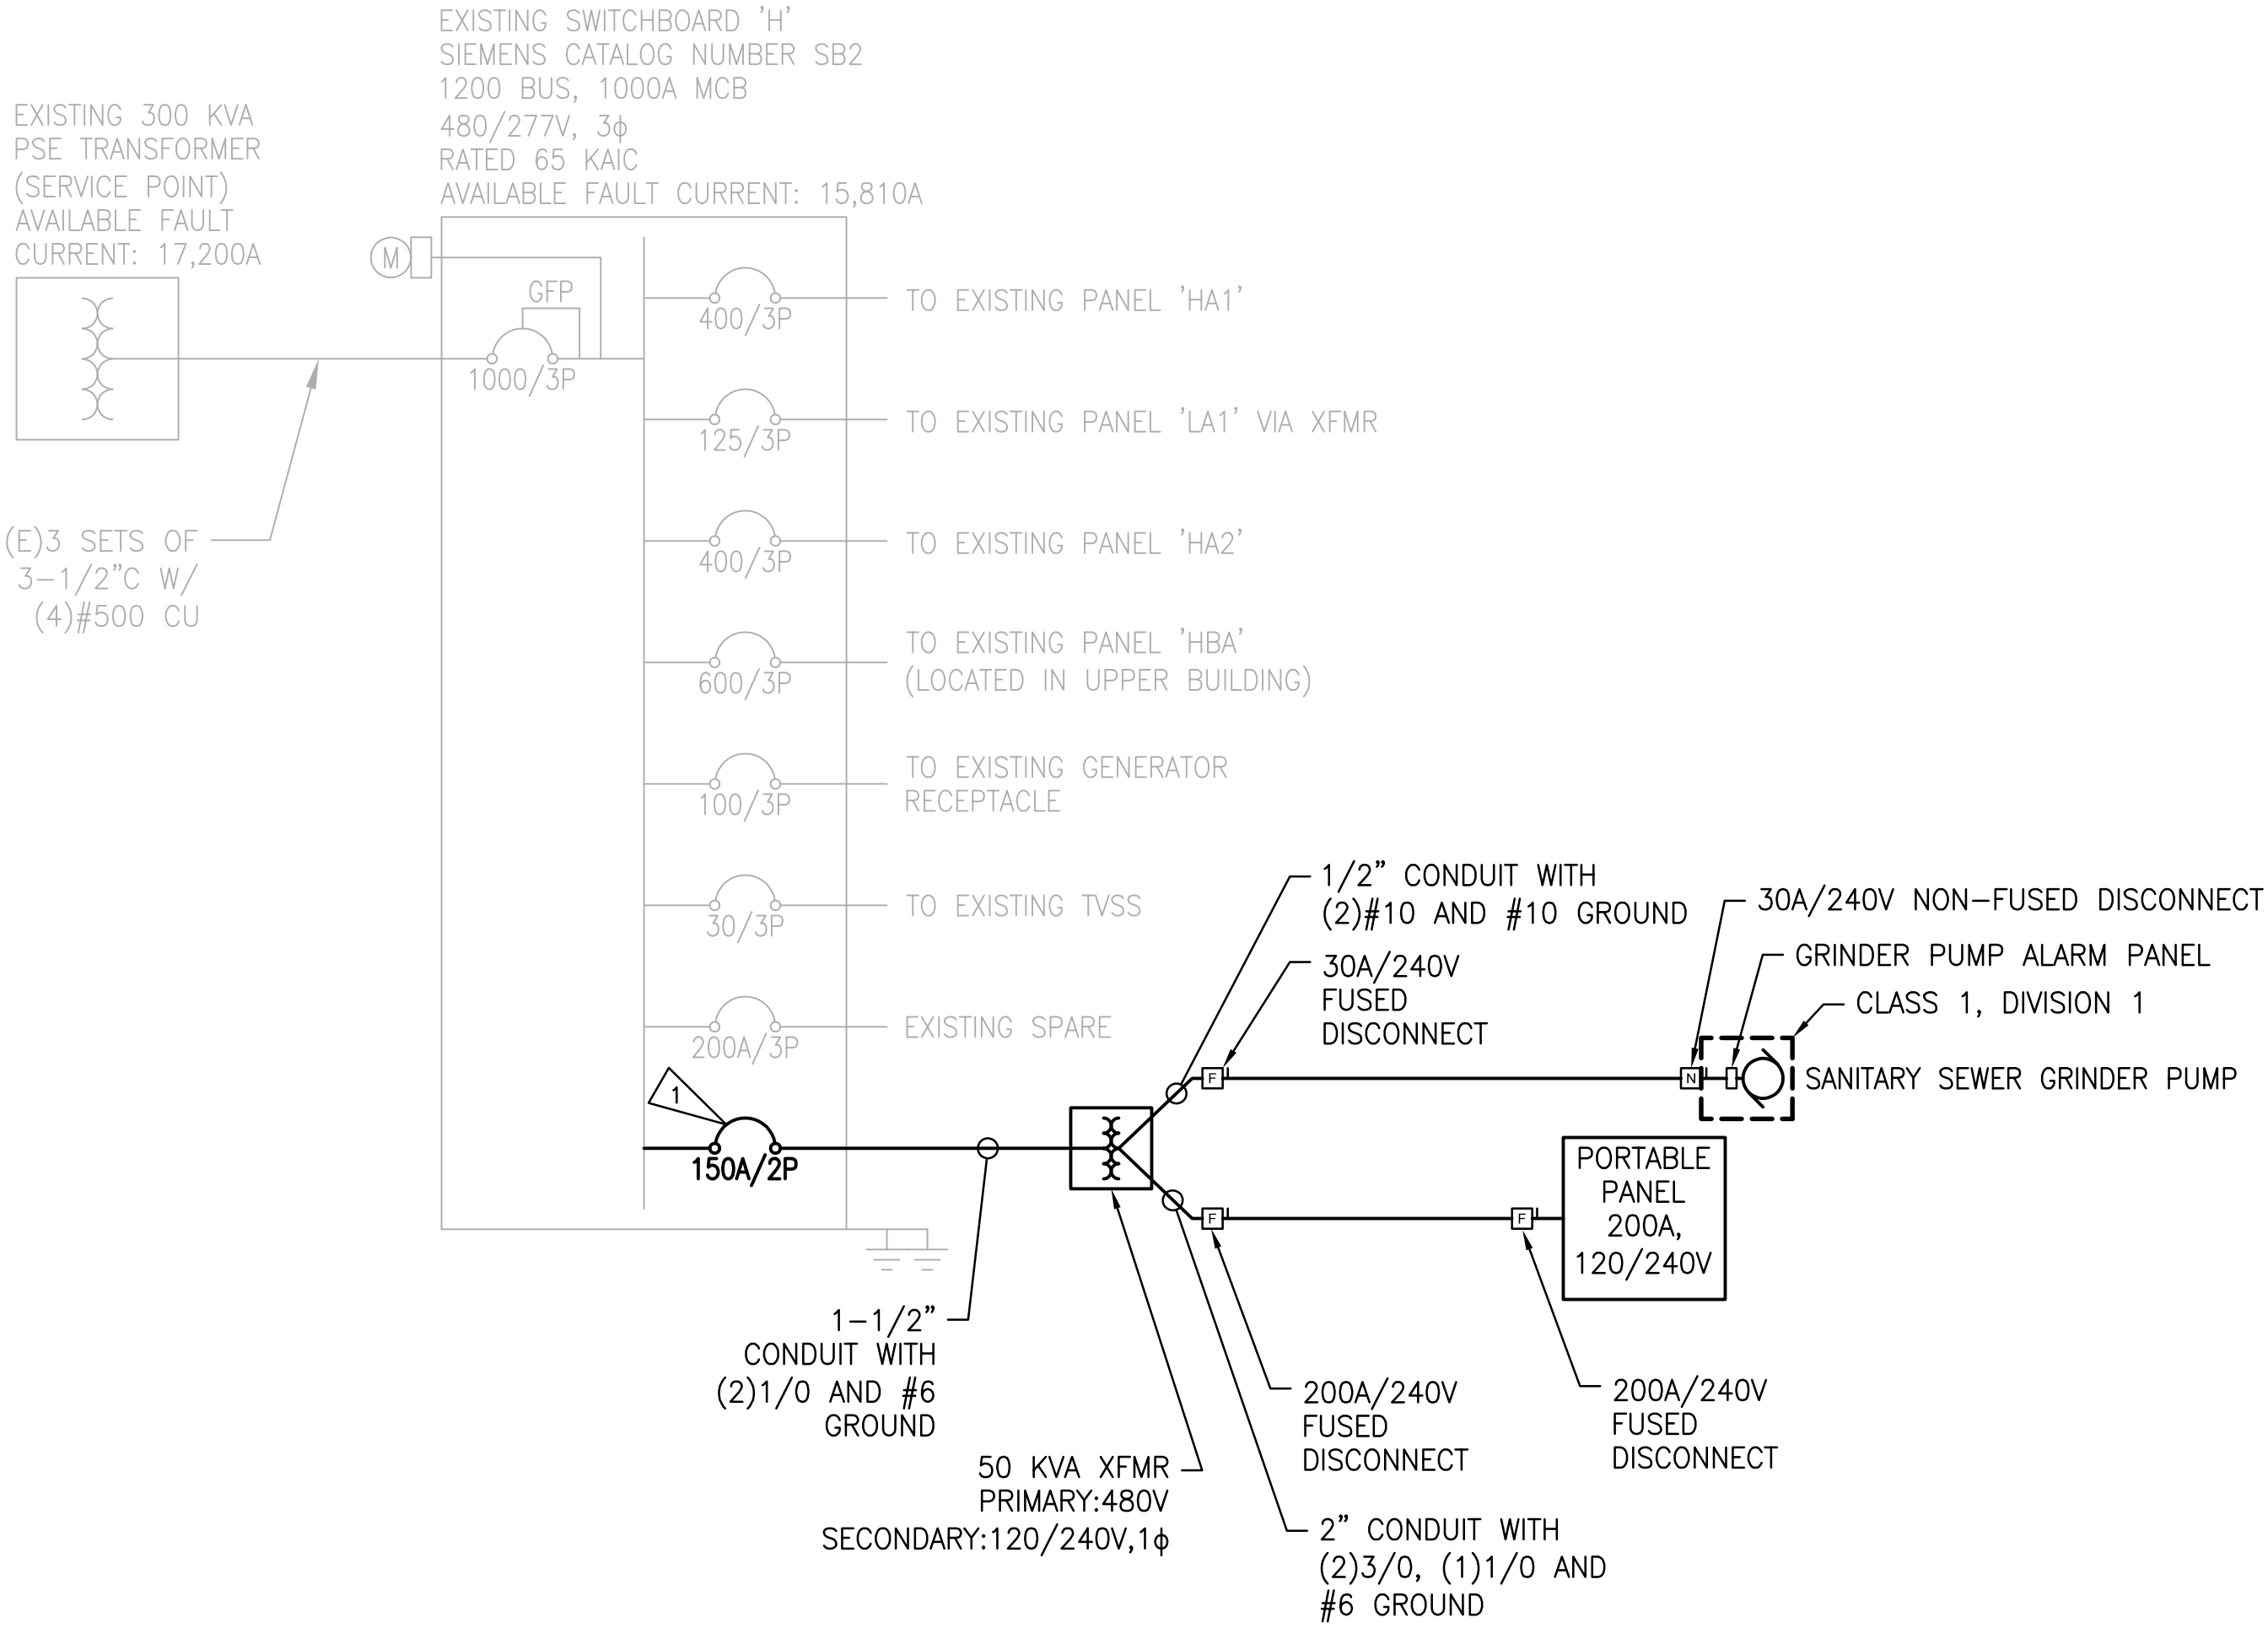 EXISTING SWITCHBOARD 'H'
SIEMENS CATALOG NUMBER SB2
1200 BUS, 1000A MCB
480/277V, 3ϕ
RATED 65 KAIC
AVAILABLE FAULT CURRENT: 15,810A
EXISTING 300 KVA
PSE TRANSFORMER
(SERVICE POINT)
AVAILABLE FAULT
CURRENT: 17,200A
M
GFP
1000/3P
400/3P
TO EXISTING PANEL 'HA1'
125/3P
TO EXISTING PANEL 'LA1' VIA XFMR
400/3P
TO EXISTING PANEL 'HA2'
(E)3 SETS OF
3-1/2"C W/
(4)#500 CU
600/3P
TO EXISTING PANEL 'HBA'
(LOCATED IN UPPER BUILDING)
100/3P
TO EXISTING GENERATOR
RECEPTACLE
30/3P
TO EXISTING TVSS
200A/3P
EXISTING SPARE
1
150A/2P
1/2" CONDUIT WITH
(2)#10 AND #10 GROUND
30A/240V
FUSED
DISCONNECT
30A/240V NON-FUSED DISCONNECT
GRINDER PUMP ALARM PANEL
CLASS 1, DIVISION 1
F
N
SANITARY SEWER GRINDER PUMP
F
F
PORTABLE
PANEL
200A,
120/240V
1-1/2"
CONDUIT WITH
(2)1/0 AND #6
GROUND
50 KVA XFMR
PRIMARY:480V
SECONDARY:120/240V,1ϕ
200A/240V
FUSED
DISCONNECT
200A/240V
FUSED
DISCONNECT
2" CONDUIT WITH
(2)3/0, (1)1/0 AND
#6 GROUND